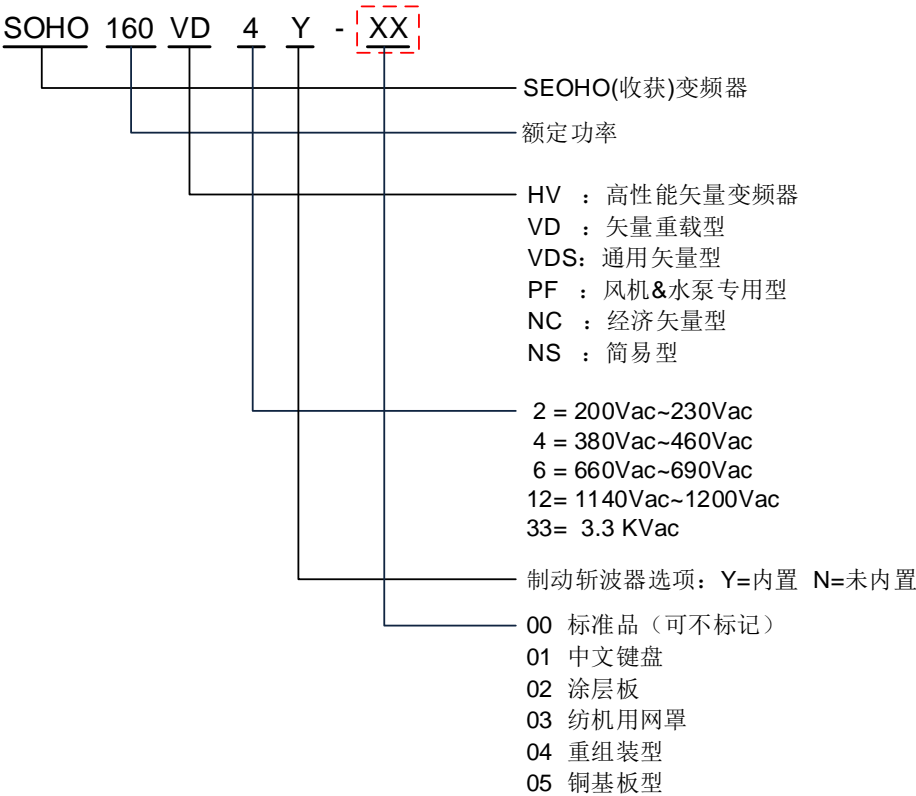 SOHO 160 VD 4 Y - XX
SEOHO(收获)变频器
额定功率
HV ：高性能矢量变频器
VD ：矢量重载型
VDS：通用矢量型
PF ：风机&水泵专用型
NC ：经济矢量型
NS ：简易型
2 = 200Vac~230Vac
4 = 380Vac~460Vac
6 = 660Vac~690Vac
12= 1140Vac~1200Vac
33= 3.3 KVac
制动斩波器选项：Y=内置 N=未内置
00 标准品（可不标记）
01 中文键盘
02 涂层板
03 纺机用网罩
04 重组装型
05 铜基板型